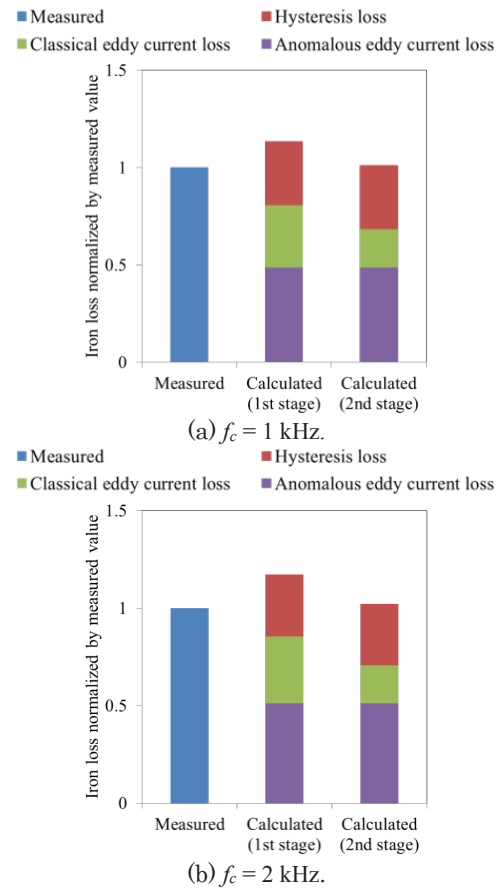 Measured
Hysteresis loss
Classical eddy current loss
Anomalous eddy current loss
Iron loss normalized by measured value
1.5
1
0.5
0
Measured
Calculated (1st stage)
Calculated (2nd stage)
(a) fc = 1 kHz.
Measured
Hysteresis loss
Classical eddy current loss
Anomalous eddy current loss
Iron loss normalized by measured value
1.5
1
0.5
0
Measured
Calculated (1st stage)
Calculated (2nd stage)
(b) fc = 2 kHz.